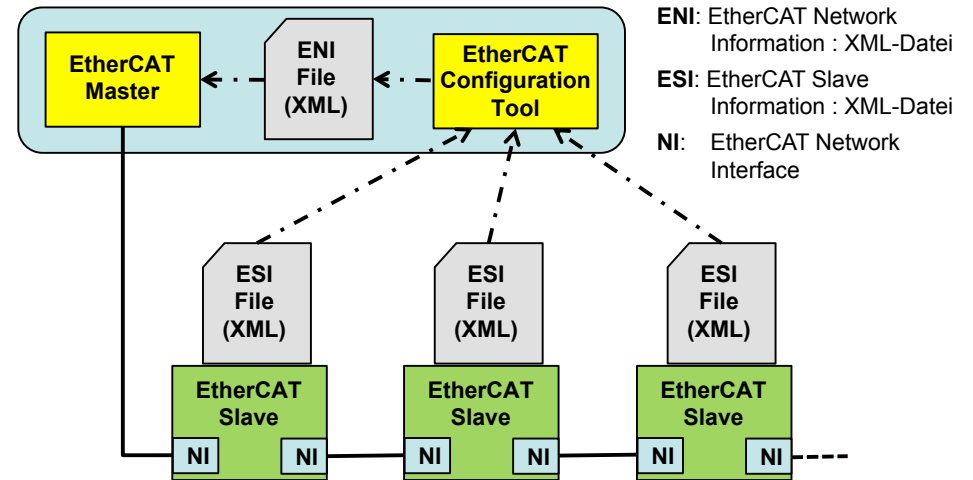 EtherCAT
Master
ENI
File
(XML)
EtherCAT
Configuration
Tool
ENI: EtherCAT Network
Information : XML-Datei
ESI: EtherCAT Slave
Information : XML-Datei
NI: EtherCAT Network
Interface
ESI
File
(XML)
ESI
File
(XML)
ESI
File
(XML)
EtherCAT
Slave
EtherCAT
Slave
EtherCAT
Slave
NI
NI
NI
NI
NI
NI